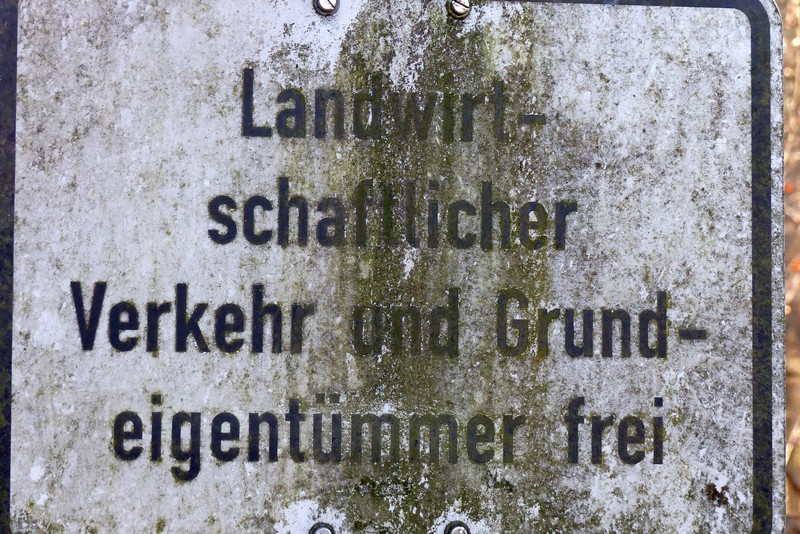 Landwirt-
schaftlicher
Verkehr und Grund-
eigentümmer frei